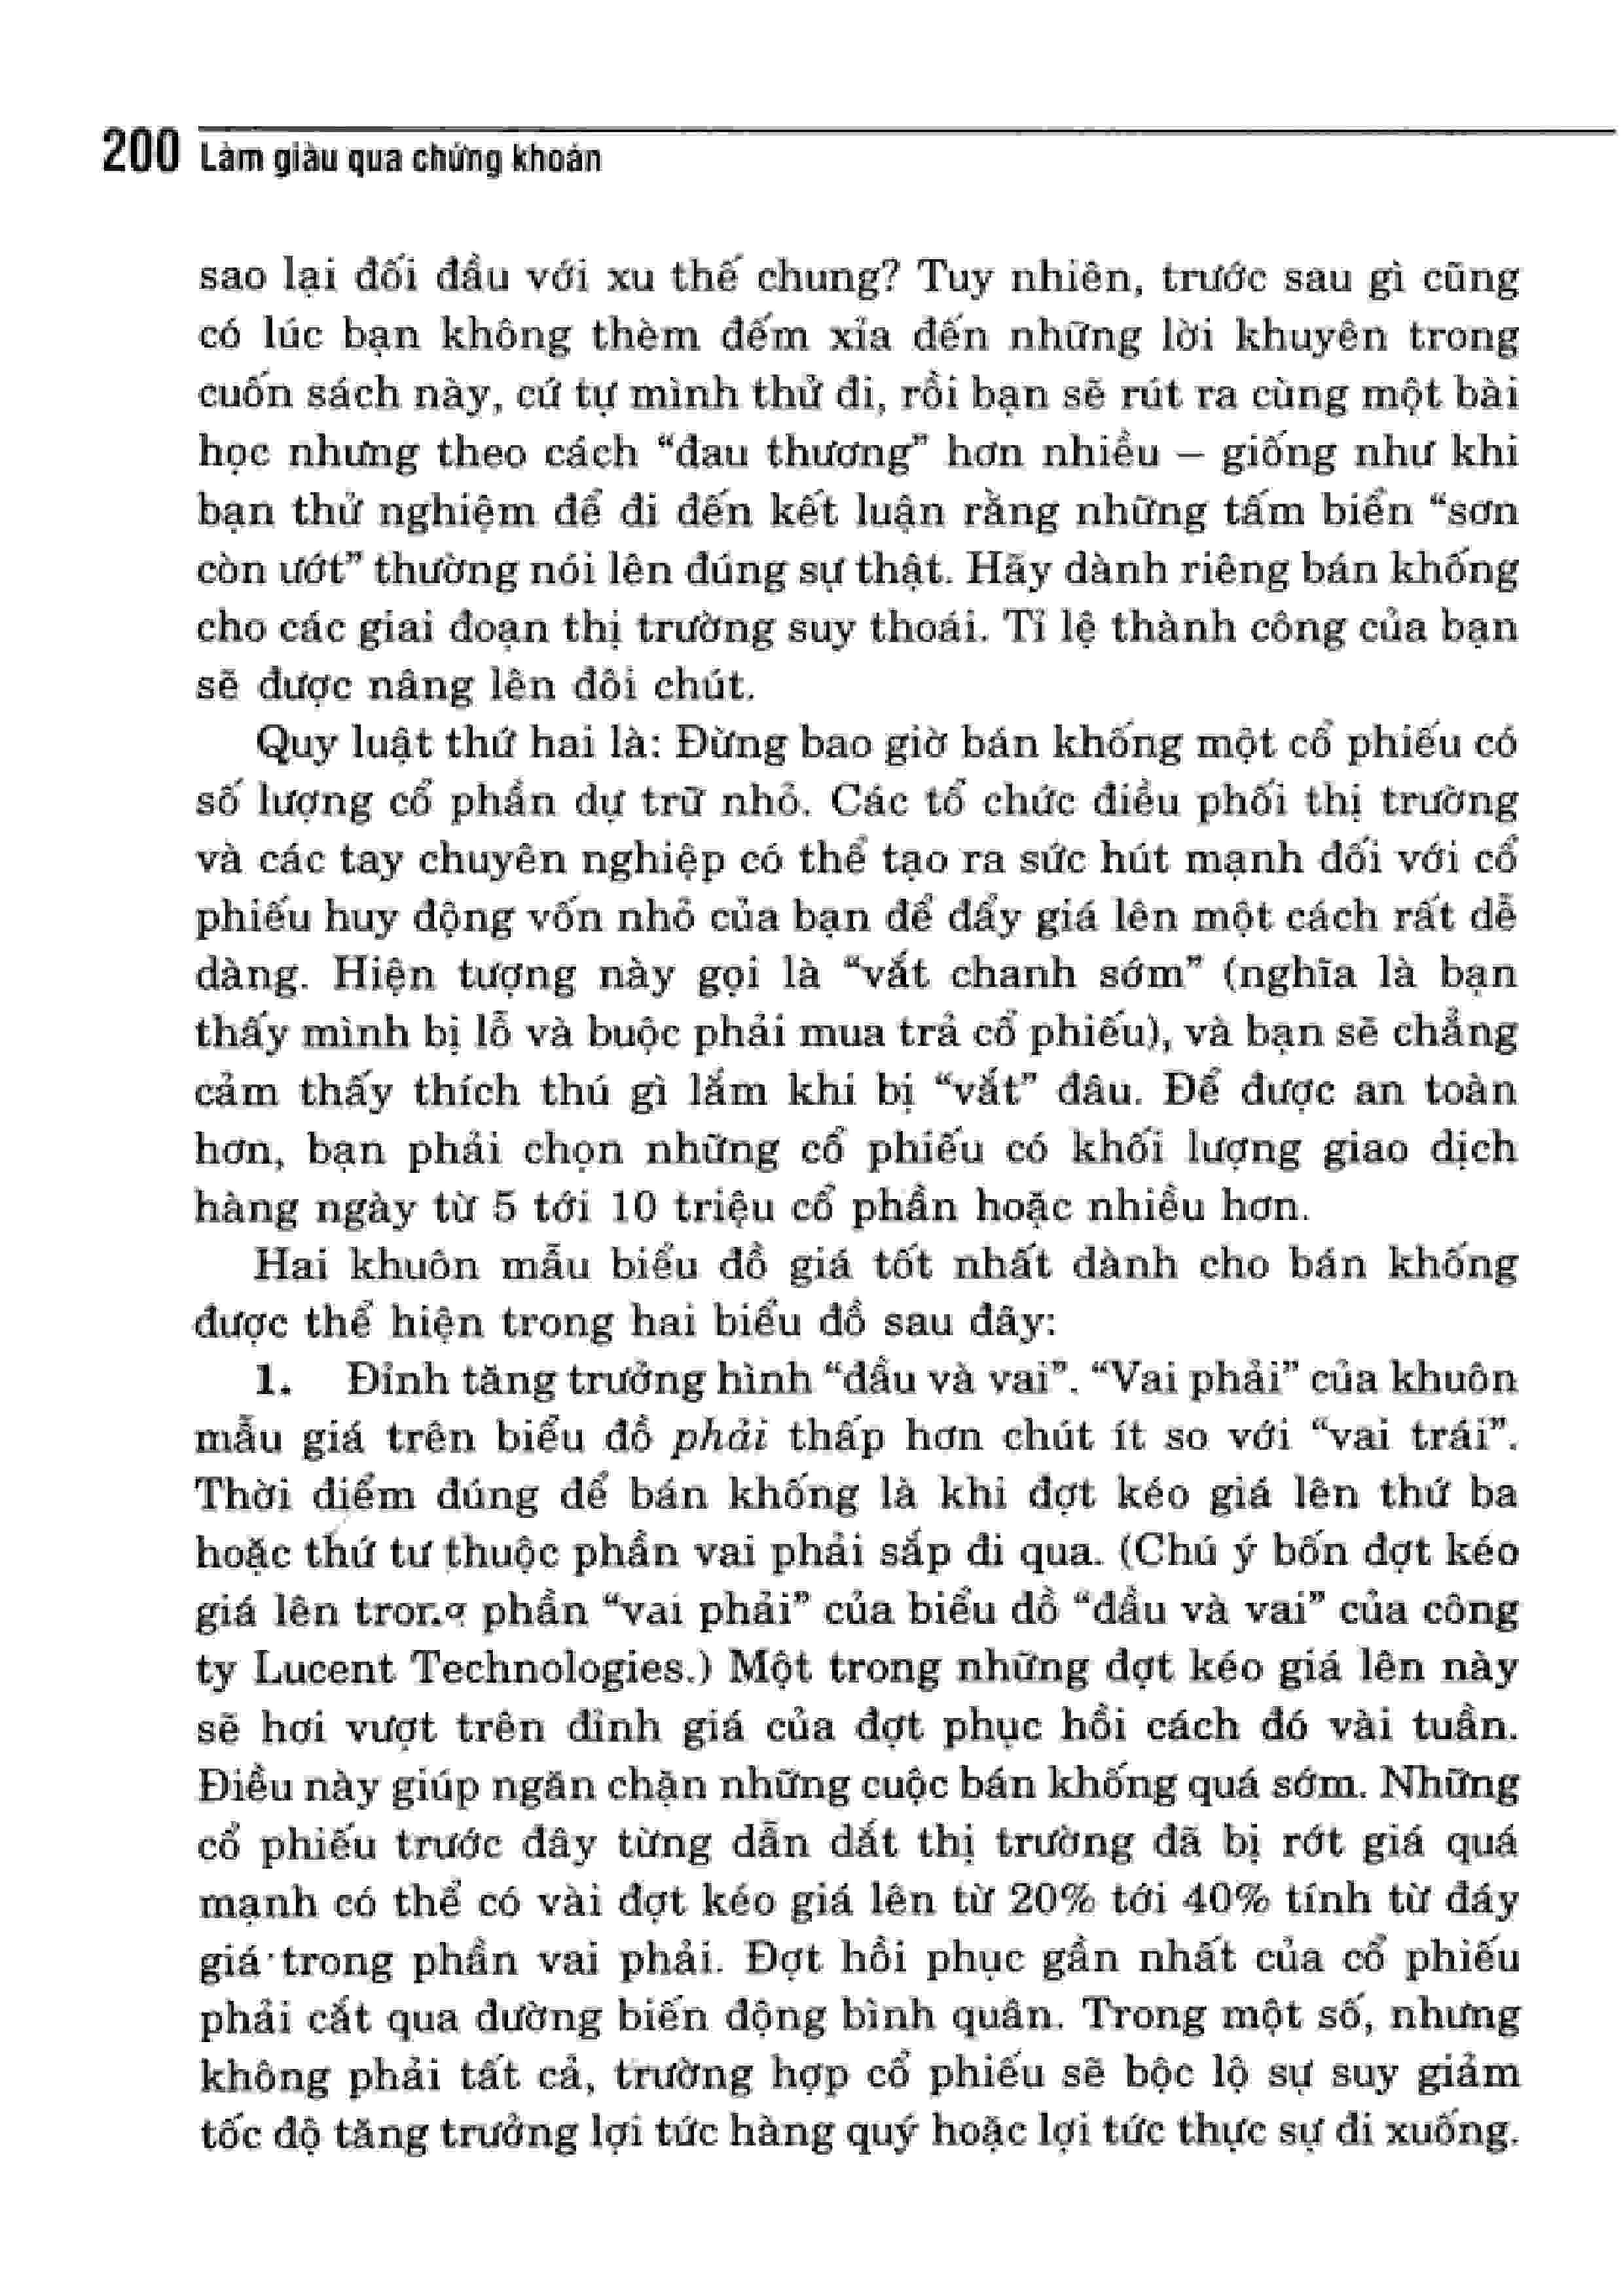 200 Làm giàu qua chứng khoán
sao lại đối đầu với xu thế chung? Tuy nhiên, trước sau gì cũng
có lúc bạn không thèm đếm xỉa đến những lời khuyên trong
cuốn sách này, cứ tự mình thử đi, rồi bạn sẽ rút ra cùng một bài
học nhưng theo cách “đau thương” hơn nhiều – giống như khi
bạn thử nghiệm để đi đến kết luận rằng những tấm biển “sơn
còn ướt” thường nói lên đúng sự thật. Hãy dành riêng bán khống
cho các giai đoạn thị trường suy thoái. Tỉ lệ thành công của bạn
sẽ được nâng lên đôi chút.
Quy luật thứ hai là: Đừng bao giờ bán khống một cổ phiếu có
số lượng cổ phần dự trữ nhỏ. Các tổ chức điều phối thị trường
và các tay chuyên nghiệp có thể tạo ra sức hút mạnh đối với cổ
phiếu huy động vốn nhỏ của bạn để đẩy giá lên một cách rất dễ
dàng. Hiện tượng này gọi là “vắt chanh sớm” (nghĩa là bạn
thấy mình bị lỗ và buộc phải mua trả cổ phiếu), và bạn sẽ chẳng
cảm thấy thích thú gì lắm khi bị “vắt” đâu. Để được an toàn
hơn, bạn phải chọn những cổ phiếu có khối lượng giao dịch
hàng ngày từ 5 tới 10 triệu cổ phần hoặc nhiều hơn.
Hai khuôn mẫu biểu đồ giá tốt nhất dành cho bán khống
được thể hiện trong hai biểu đồ sau đây:
1. Đỉnh tăng trưởng hình “đầu và vai”. “Vai phải” của khuôn
mẫu giá trên biểu đồ phải thấp hơn chút ít so với “vai trái”.
Thời điểm đúng để bán khống là khi đợt kéo giá lên thứ ba
hoặc thứ tư thuộc phần vai phải sắp đi qua. (Chú ý bốn đợt kéo
giá lên trong phần “vai phải” của biểu đồ “đầu và vai” của công
ty Lucent Technologies.) Một trong những đợt kéo giá lên này
sẽ hơi vượt trên đỉnh giá của đợt phục hồi cách đó vài tuần.
Điều này giúp ngăn chặn những cuộc bán khống quá sớm. Những
cổ phiếu trước đây từng dẫn dắt thị trường đã bị rớt giá quá
mạnh có thể có vài đợt kéo giá lên từ 20% tới 40% tính từ đáy
giá trong phần vai phải. Đợt hồi phục gần nhất của cổ phiếu
phải cắt qua đường biến động bình quân. Trong một số, nhưng
không phải tất cả, trường hợp cổ phiếu sẽ bộc lộ sự suy giảm
tốc độ tăng trưởng lợi tức hàng quý hoặc lợi tức thực sự đi xuống.